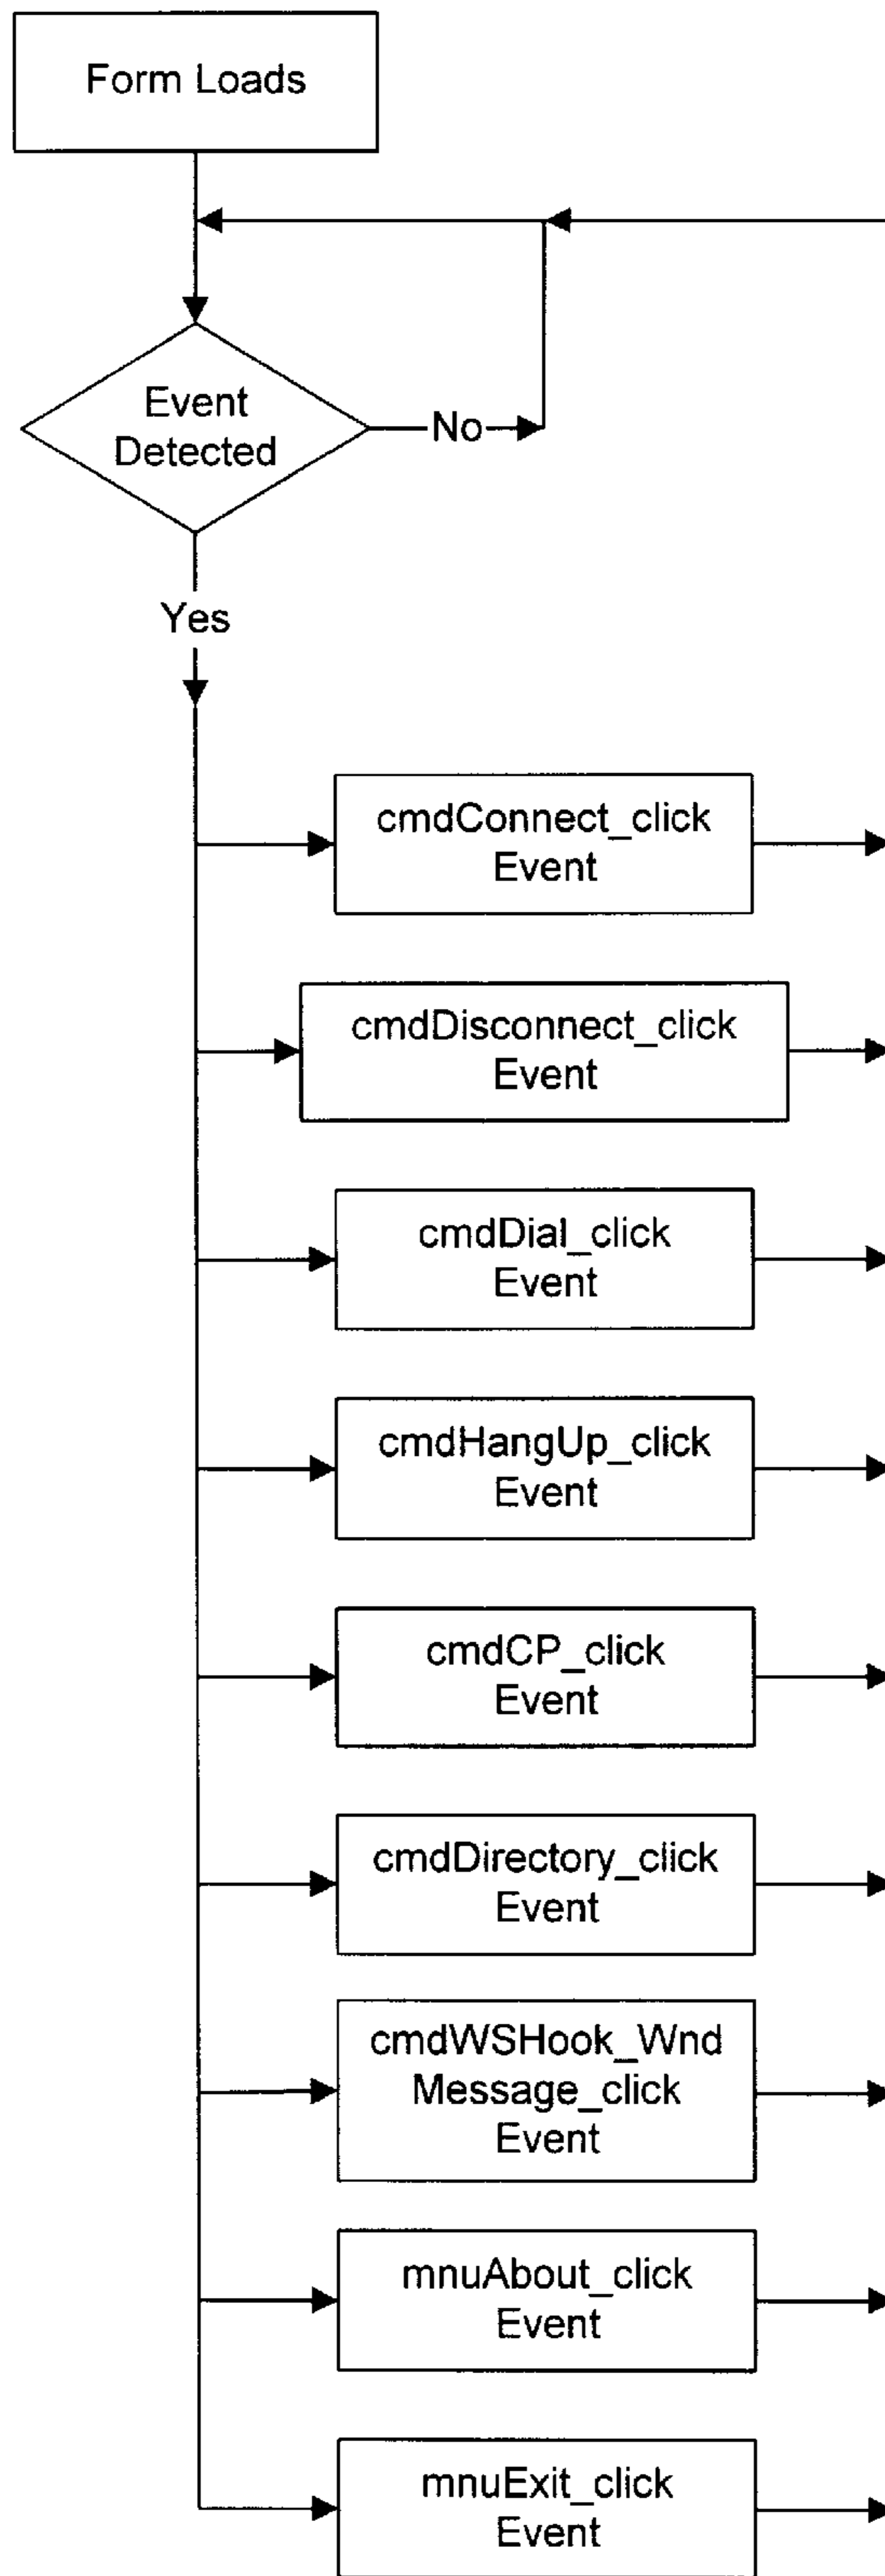 Form Loads
Event
Detected
No
Yes
cmdConnect_click
Event
cmdDisconnect_click
Event
cmdDial_click
Event
cmdHangUp_click
Event
cmdCP_click
Event
cmdDirectory_click
Event
cmdWSHook_Wnd
Message_click
Event
mnuAbout_click
Event
mnuExit_click
Event